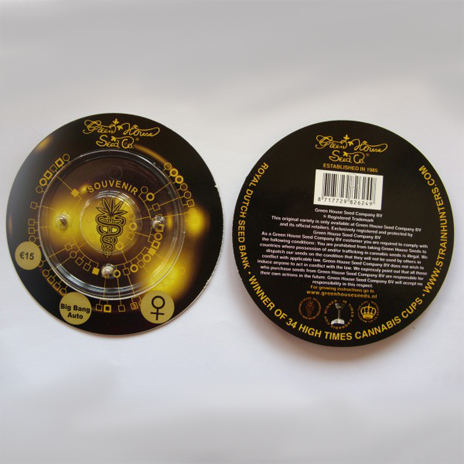 Green House
Seed Co.
SOUVENIR
€15
Big Bang
Auto
Green House
Seed Co.
ESTABLISHED IN 1985
8 717729 626249
Green House Seed Company BV
is Registered Trademark
This original variety is only available at Green House Seed Company BV
and its official retailers. Exclusively registered and protected by
Green House Seed Company BV
As a Green House Seed Company BV costumer you are required to comply with
the following conditions: You are prohibited from taking Green House Seeds to
countries where possession of and/or trafficking in cannabis seeds is illegal. We
dispatch our seeds on the condition that they will not be used by others in
conflict with applicable law. Green House Seed Company BV does not wish to
induce anyone to act in conflict with the law. We expressly point out that all those
who purchase seeds from Green House Seed Company BV are responsible for
their own actions in the future. Green House Seed Company BV will accept no
responsibility in this respect.
For growing instructions go to
www.greenhouseseeds.nl
ROYAL DUTCH SEED BANK • WINNER OF 34 HIGH TIMES CANNABIS CUPS • WWW.STRAINHUNTERS.COM